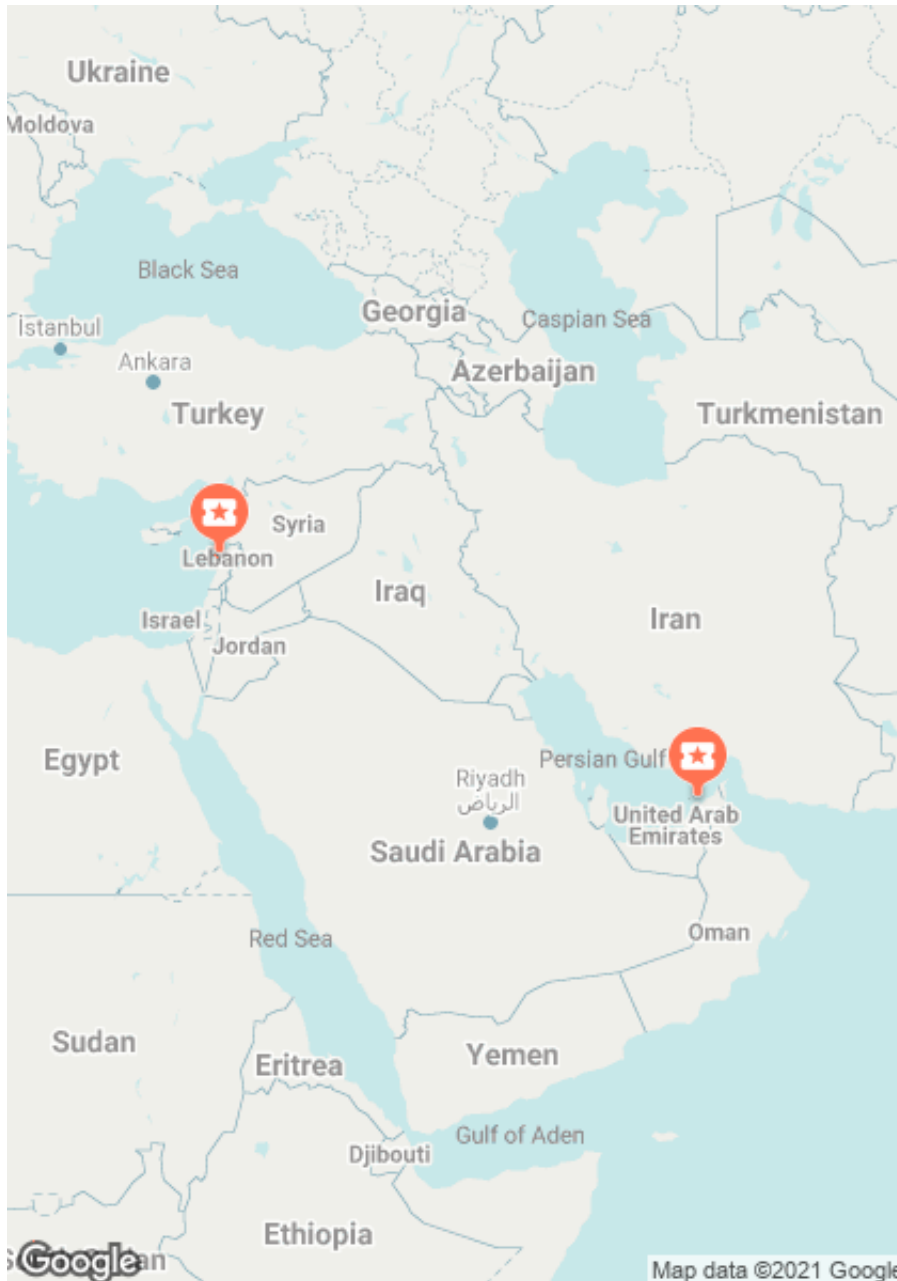 Ukraine
Moldova
Black Sea
Georgia
Caspian Sea
İstanbul
Ankara
Azerbaijan
Turkey
Turkmenistan
Syria
Lebanon
Iraq
Israel
Iran
Jordan
Egypt
Persian Gulf
Riyadh
الرياض
United Arab
Emirates
Saudi Arabia
Oman
Red Sea
Sudan
Yemen
Eritrea
Gulf of Aden
Djibouti
Ethiopia
Google
Map data ©2021 Google